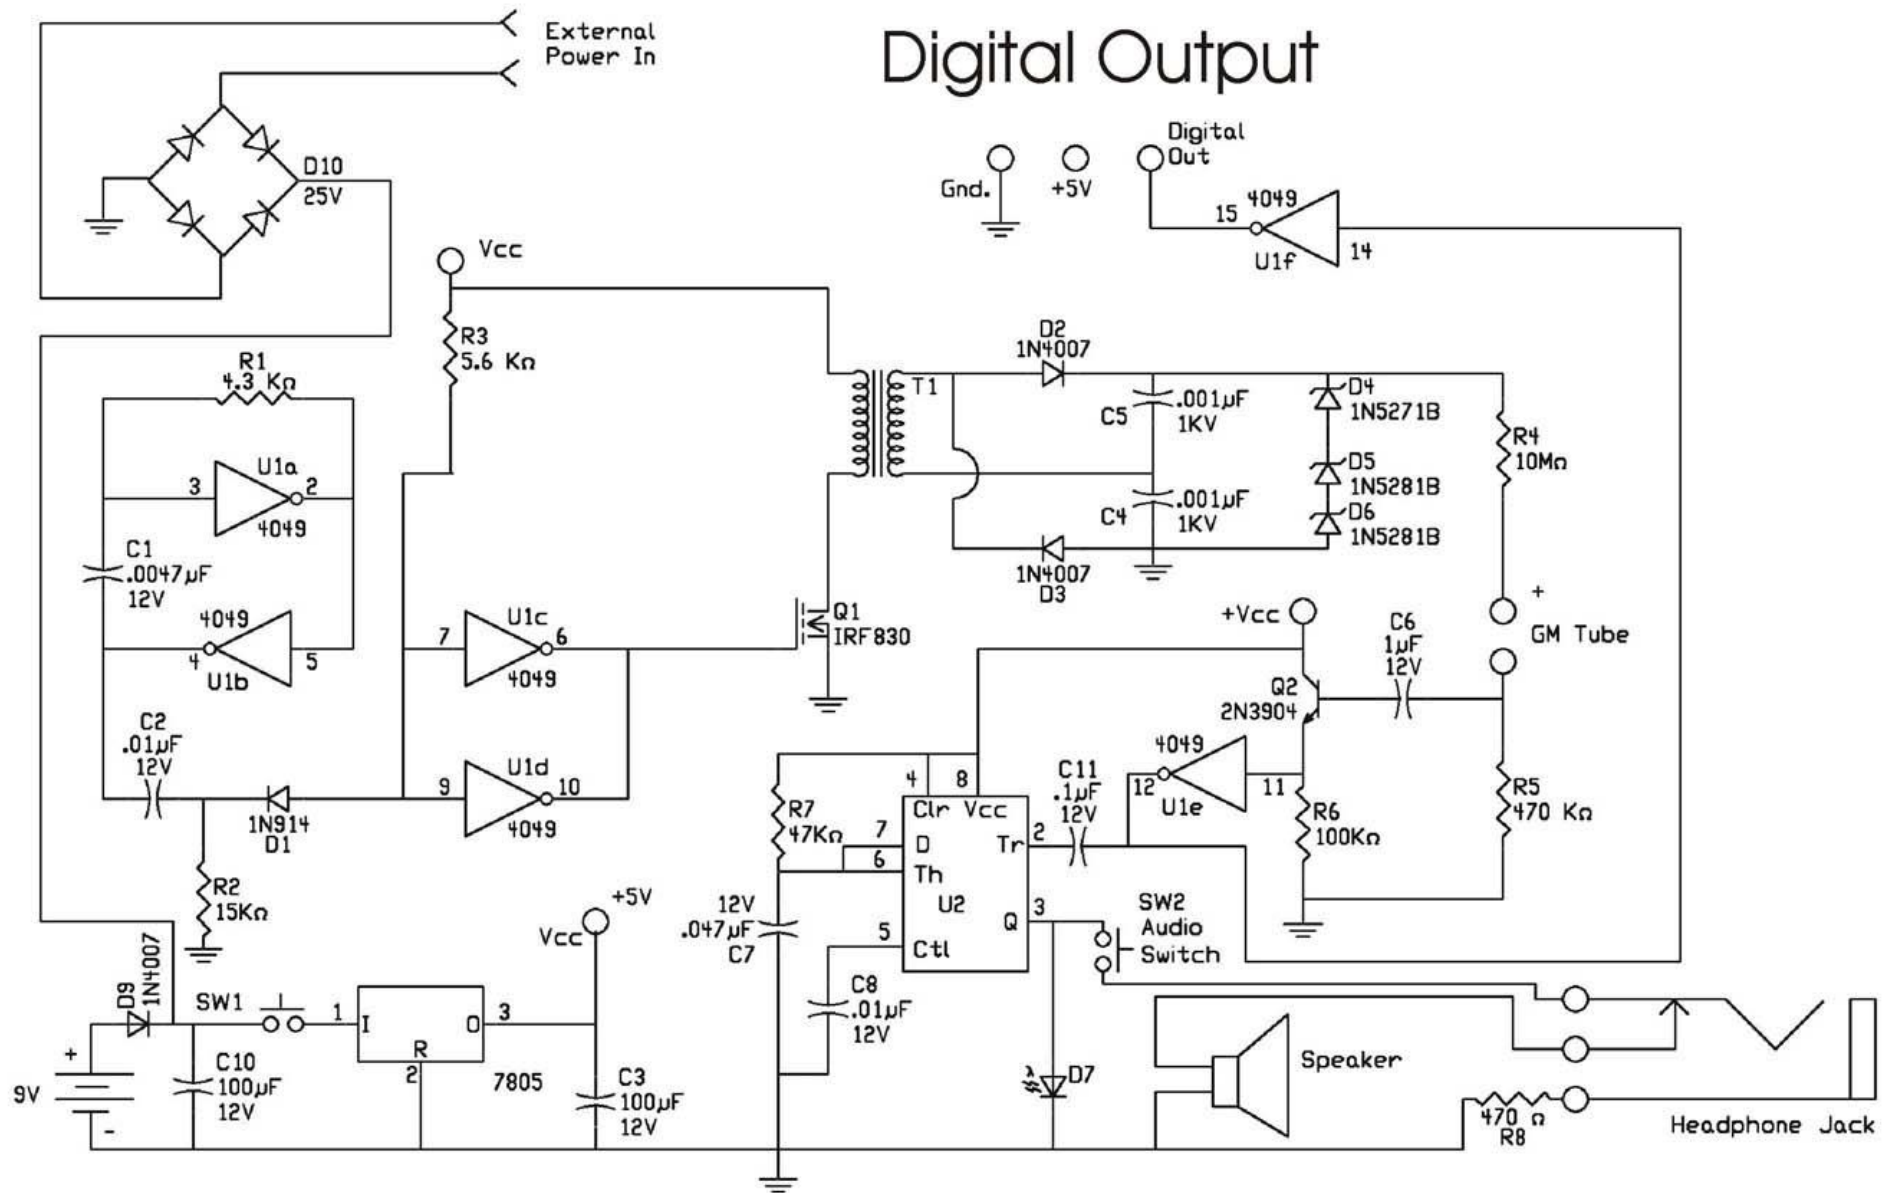 Digital Output
External
Power In
D10
25V
Gnd.
+5V
Digital
Out
4049
15
U1f
14
Vcc
R3
5.6 KΩ
R1
4.3 KΩ
U1a
3
2
4049
C1
.0047µF
12V
4049
4
5
U1b
C2
.01µF
12V
1N914
D1
R2
15KΩ
U1c
7
6
4049
U1d
9
10
4049
Q1
IRF830
T1
D2
1N4007
C5
.001µF
1KV
C4
.001µF
1KV
1N4007
D3
D4
1N5271B
D5
1N5281B
D6
1N5281B
R4
10MΩ
+
GM Tube
+Vcc
C6
1µF
12V
Q2
2N3904
4049
12
11
U1e
R6
100KΩ
R5
470 KΩ
C11
.1µF
12V
R7
47KΩ
4
8
Clr
Vcc
7
D
6
Th
5
Ctl
Tr
2
U2
Q
3
12V
.047µF
C7
C8
.01µF
12V
SW2
Audio
Switch
D7
Speaker
470 Ω
R8
Headphone Jack
D9
1N4007
SW1
+
9V
-
C10
100µF
12V
1
I
O
3
R
2
7805
+5V
Vcc
C3
100µF
12V